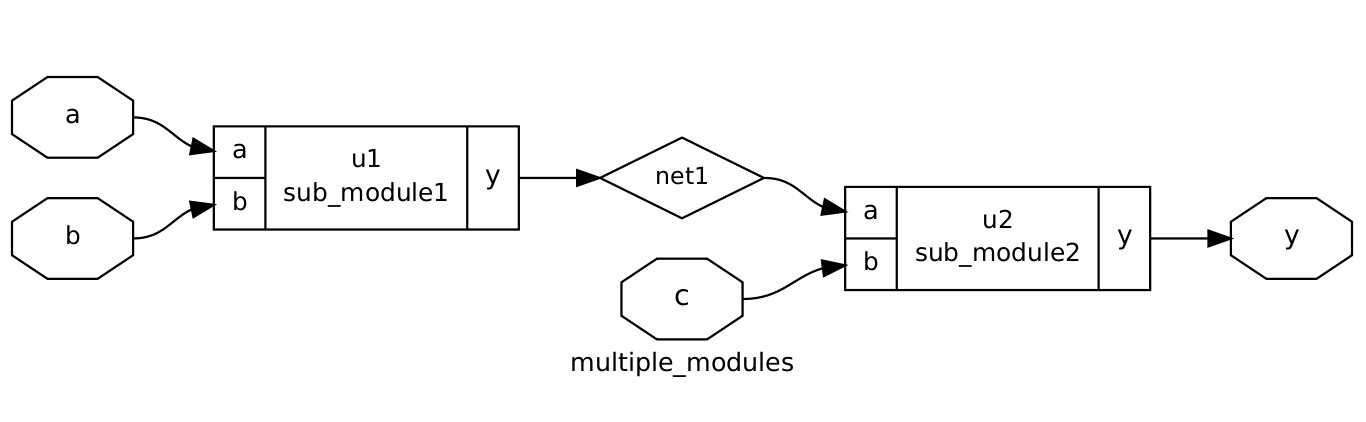 a
b
a
b
u1
sub_module1
y
net1
c
a
b
u2
sub_module2
y
y
multiple_modules